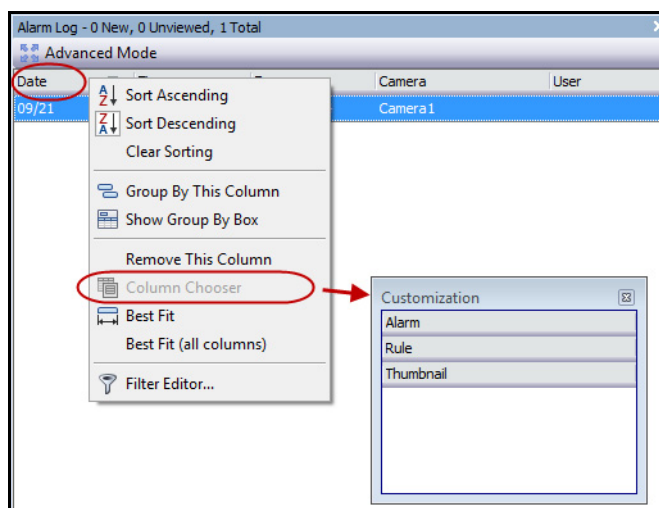 Alarm Log - 0 New, 0 Unviewed, 1 Total
Advanced Mode
Date Camera User
09/21 Camera1
Sort Ascending
Sort Descending
Clear Sorting
Group By This Column
Show Group By Box
Remove This Column
Column Chooser
Best Fit
Best Fit (all columns)
Filter Editor...
Customization
Alarm
Rule
Thumbnail